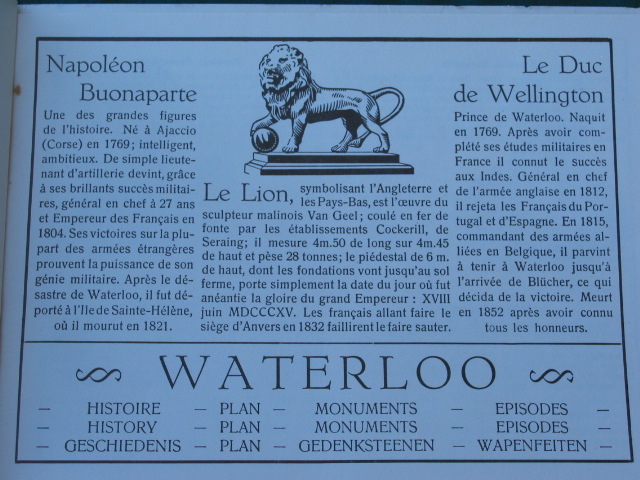 Napoléon
Buonaparte
Une des grandes figures
de l'histoire. Né à Ajaccio
(Corse) en 1769; intelligent,
ambitieux. De simple lieute-
nant d'artillerie devint, grâce
à ses brillants succès militai-
res, général en chef à 27 ans
et Empereur des Français en
1804. Ses victoires sur la plu-
part des armées étrangères
prouvent la puissance de son
génie militaire. Après le dé-
sastre de Waterloo, il fut dé-
porté à l'Ile de Sainte-Hélène,
où il mourut en 1821.
Le Lion, symbolisant l'Angleterre et
les Pays-Bas, est l'œuvre du
sculpteur malinois Van Geel; coulé en fer de
fonte par les établissements Cockerill, de
Seraing; il mesure 4m.50 de long sur 4m.45
de haut et pèse 28 tonnes; le piédestal de 6 m.
de haut, dont les fondations vont jusqu'au sol
ferme, porte simplement la date du jour où fut
anéantie la gloire du grand Empereur : XVIII
juin MDCCCXV. Les français allant faire le
siège d'Anvers en 1832 faillirent le faire sauter.
Le Duc
de Wellington
Prince de Waterloo. Naquit
en 1769. Après avoir com-
plété ses études militaires en
France il connut le succès
aux Indes. Général en chef
de l'armée anglaise en 1812,
il rejeta les Français du Por-
tugal et d'Espagne. En 1815,
commandant des armées al-
liées en Belgique, il parvint
à tenir à Waterloo jusqu'à
l'arrivée de Blücher, ce qui
décida de la victoire. Meurt
en 1852 après avoir connu
tous les honneurs.
WATERLOO
— HISTOIRE — PLAN — MONUMENTS — EPISODES —
— HISTORY — PLAN — MONUMENTS — EPISODES —
— GESCHIEDENIS — PLAN — GEDENKSTEENEN — WAPENFEITEN —